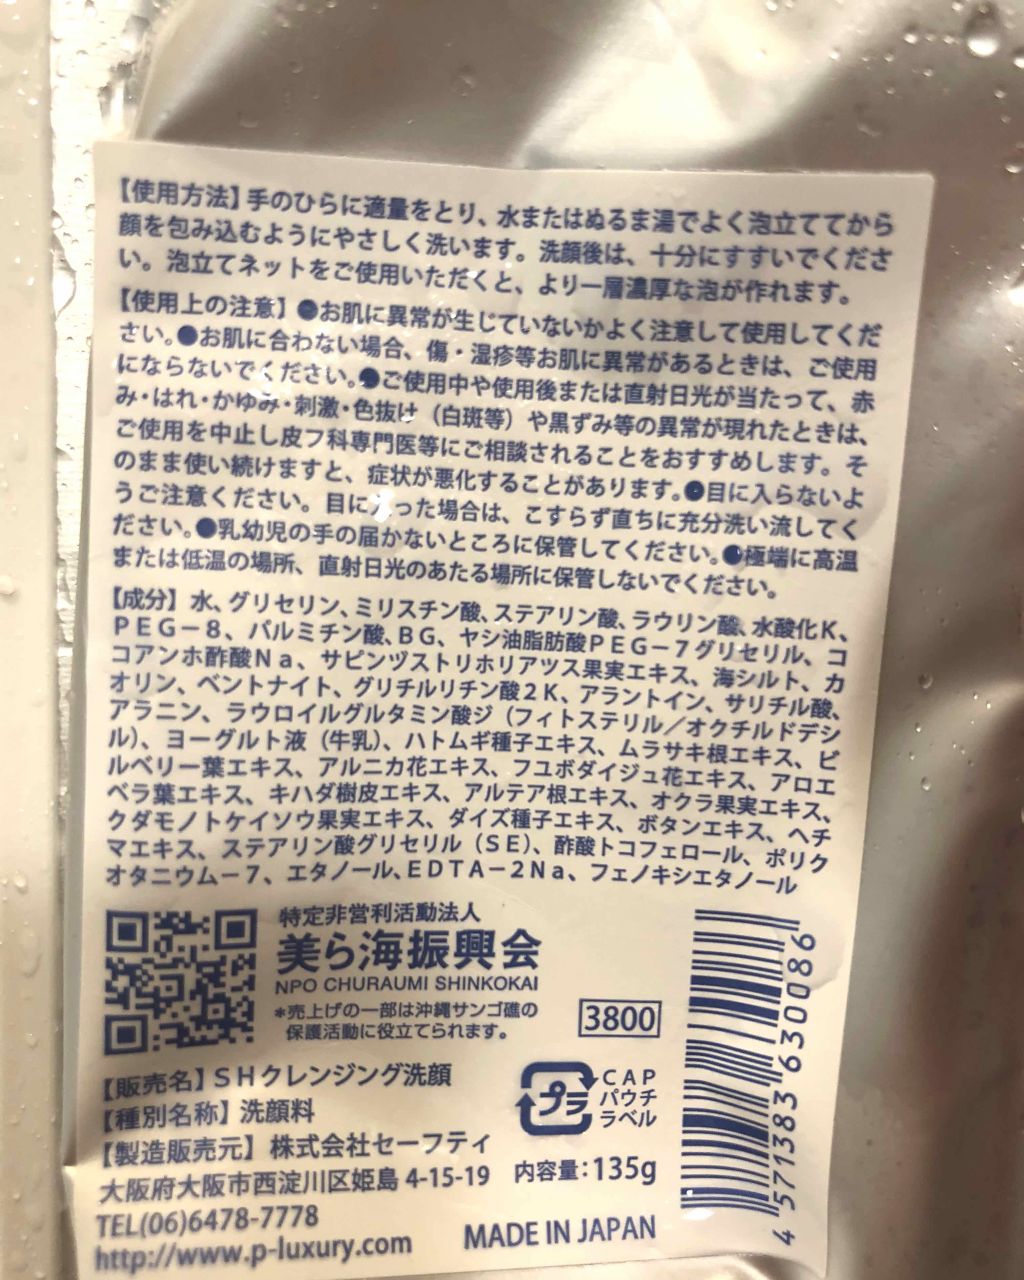 【使用方法】手のひらに適量をとり、水またはぬるま湯でよく泡立ててから
顔を包み込むようにやさしく洗います。洗顔後は、十分にすすいでくださ
い。泡立てネットをご使用いただくと、より一層濃厚な泡が作れます。
【使用上の注意】●お肌に異常が生じていないかよく注意して使用してくだ
さい。●お肌に合わない場合、傷・湿疹等お肌に異常があるときは、ご使用
にならないでください。●ご使用中や使用後または直射日光が当たって、赤
み・はれ・かゆみ・刺激・色抜け（白斑等）や黒ずみ等の異常が現れたときは、
ご使用を中止し皮フ科専門医等にご相談されることをおすすめします。そ
のまま使い続けますと、症状が悪化することがあります。●目に入らないよ
うご注意ください。目に入った場合は、こすらず直ちに充分洗い流してく
ださい。●乳幼児の手の届かないところに保管してください。●極端に高温
または低温の場所、直射日光のあたる場所に保管しないでください。
【成分】水、グリセリン、ミリスチン酸、ステアリン酸、ラウリン酸、水酸化K、
PEG－8、パルミチン酸、BG、ヤシ油脂肪酸PEG－7グリセリル、コ
コアンホ酢酸Na、サピンヅストリホリアツス果実エキス、海シルト、カ
オリン、ベントナイト、グリチルリチン酸2K、アラントイン、サリチル酸、
アラニン、ラウロイルグルタミン酸ジ（フィトステリル／オクチルドデシ
ル）、ヨーグルト液（牛乳）、ハトムギ種子エキス、ムラサキ根エキス、ビ
ルベリー葉エキス、アルニカ花エキス、フユボダイジュ花エキス、アロエ
ベラ葉エキス、キハダ樹皮エキス、アルテア根エキス、オクラ果実エキス、
クダモノトケイソウ果実エキス、ダイズ種子エキス、ボタンエキス、ヘチ
マエキス、ステアリン酸グリセリル（SE）、酢酸トコフェロール、ポリク
オタニウム－7、エタノール、EDTA－2Na、フェノキシエタノール
特定非営利活動法人
美ら海振興会
NPO CHURAUMI SHINKOKAI
＊売上げの一部は沖縄サンゴ礁の
保護活動に役立てられます。
3800
【販売名】SHクレンジング洗顔
【種別名称】洗顔料
【製造販売元】株式会社セーフティ
大阪府大阪市西淀川区姫島 4-15-19
TEL(06)6478-7778
http://www.p-luxury.com
プラ
CAP
パウチ
ラベル
内容量：135g
MADE IN JAPAN
4 571383 630086